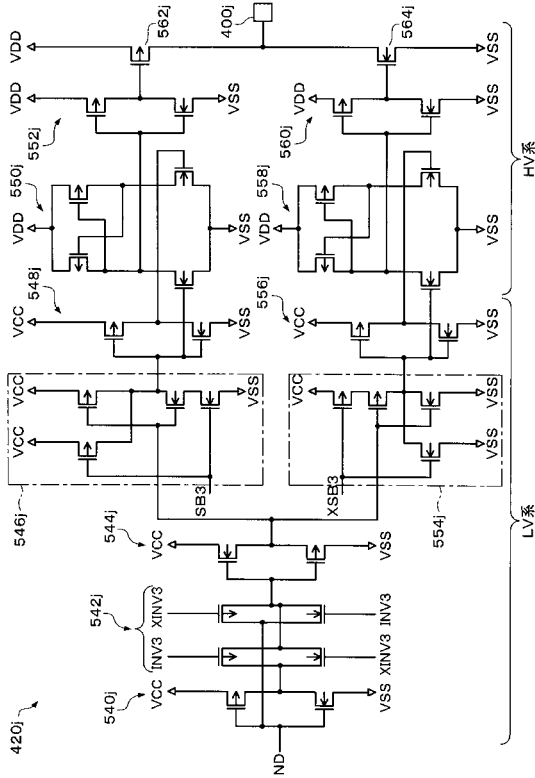 562j
400j
564j
VDD
VSS
VDD
VSS
VDD
VSS
552j
560j
550j
558j
VDD
VSS
VDD
VSS
HV系
548j
556j
VCC
VSS
VCC
VSS
VCC
VSS
VCC
VCC
VCC
VSS
VSS
SB3
XSB3
546j
554j
544j
VCC
VSS
LV系
542j
XINV3
INV3
INV3
XINV3
540j
VCC
VSS
420j
ND